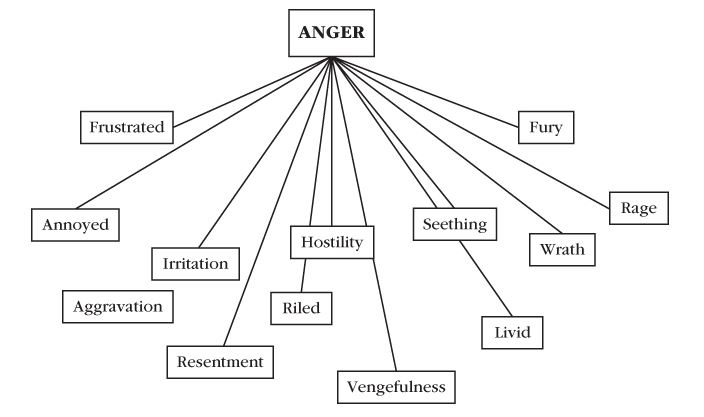 ANGER
Frustrated
Fury
Annoyed
Rage
Seething
Hostility
Wrath
Irritation
Aggravation
Riled
Livid
Resentment
Vengefulness